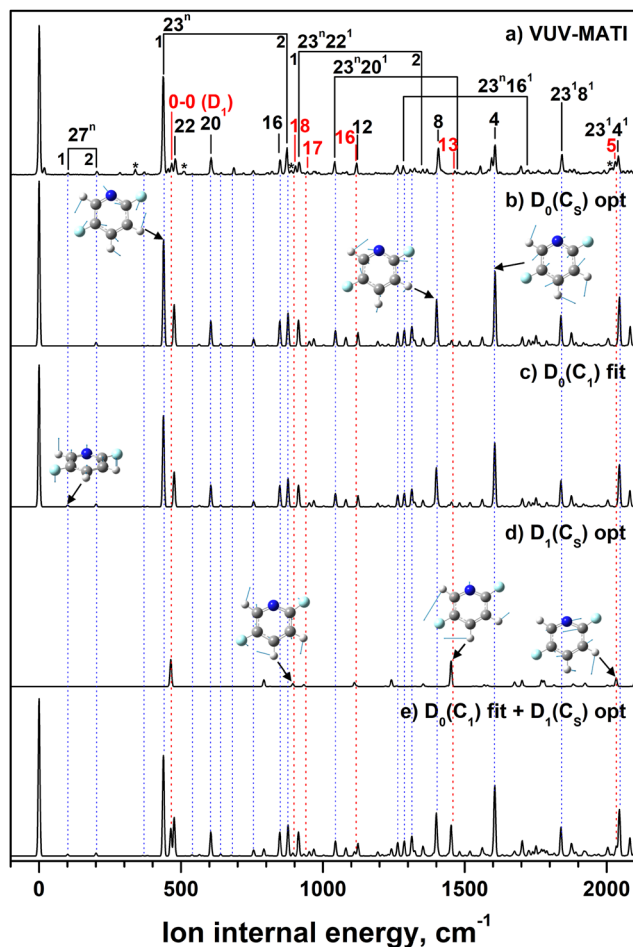 a) VUV-MATI
23ⁿ
1 2
23ⁿ22¹
1 2
23ⁿ20¹
0-0 (D₁)
23ⁿ16¹
23¹8¹
27ⁿ
1 2
22 20 16 18 17 16 12 8 13 4
23¹4¹
5
* * * *
b) D₀(Cₛ) opt
c) D₀(C₁) fit
d) D₁(Cₛ) opt
e) D₀(C₁) fit + D₁(Cₛ) opt
0 500 1000 1500 2000
Ion internal energy, cm⁻¹